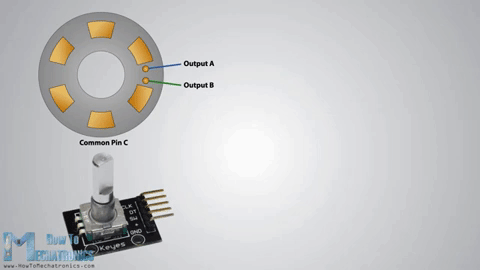 Output A
Output B
Common Pin C
CLK
DT
SW
+
GND
Keyes
How To
MECHATRONICS
www.HowToMechatronics.com